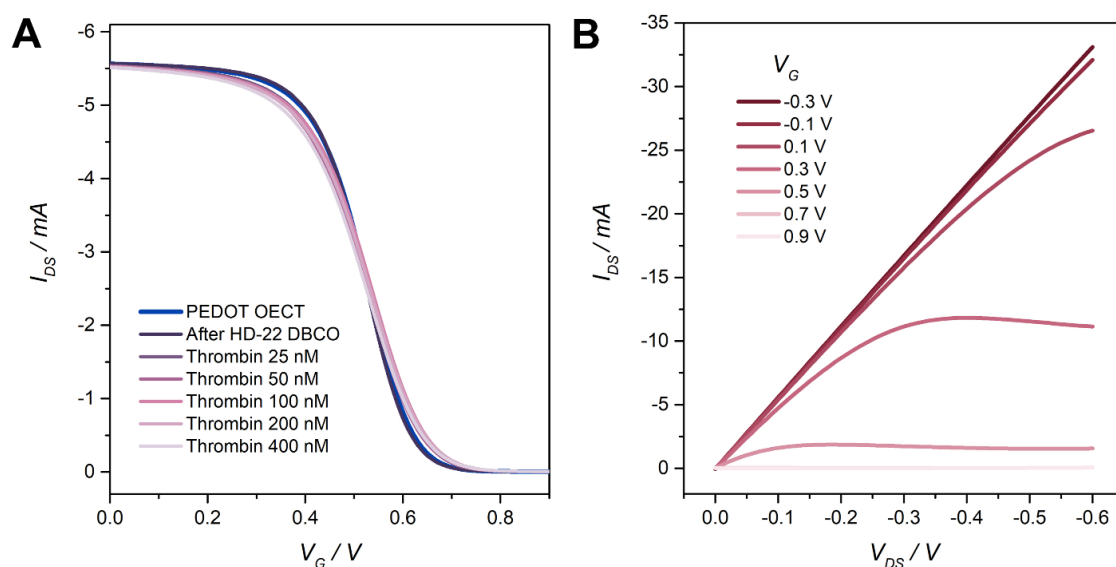 A
-6
-5
-4
-3
-2
-1
0
I_DS / mA
PEDOT OECT
After HD-22 DBCO
Thrombin 25 nM
Thrombin 50 nM
Thrombin 100 nM
Thrombin 200 nM
Thrombin 400 nM
0.0 0.2 0.4 0.6 0.8
V_G / V
B
-35
-30
-25
-20
-15
-10
-5
0
I_DS / mA
V_G
-0.3 V
-0.1 V
0.1 V
0.3 V
0.5 V
0.7 V
0.9 V
0.0 -0.1 -0.2 -0.3 -0.4 -0.5 -0.6
V_DS / V